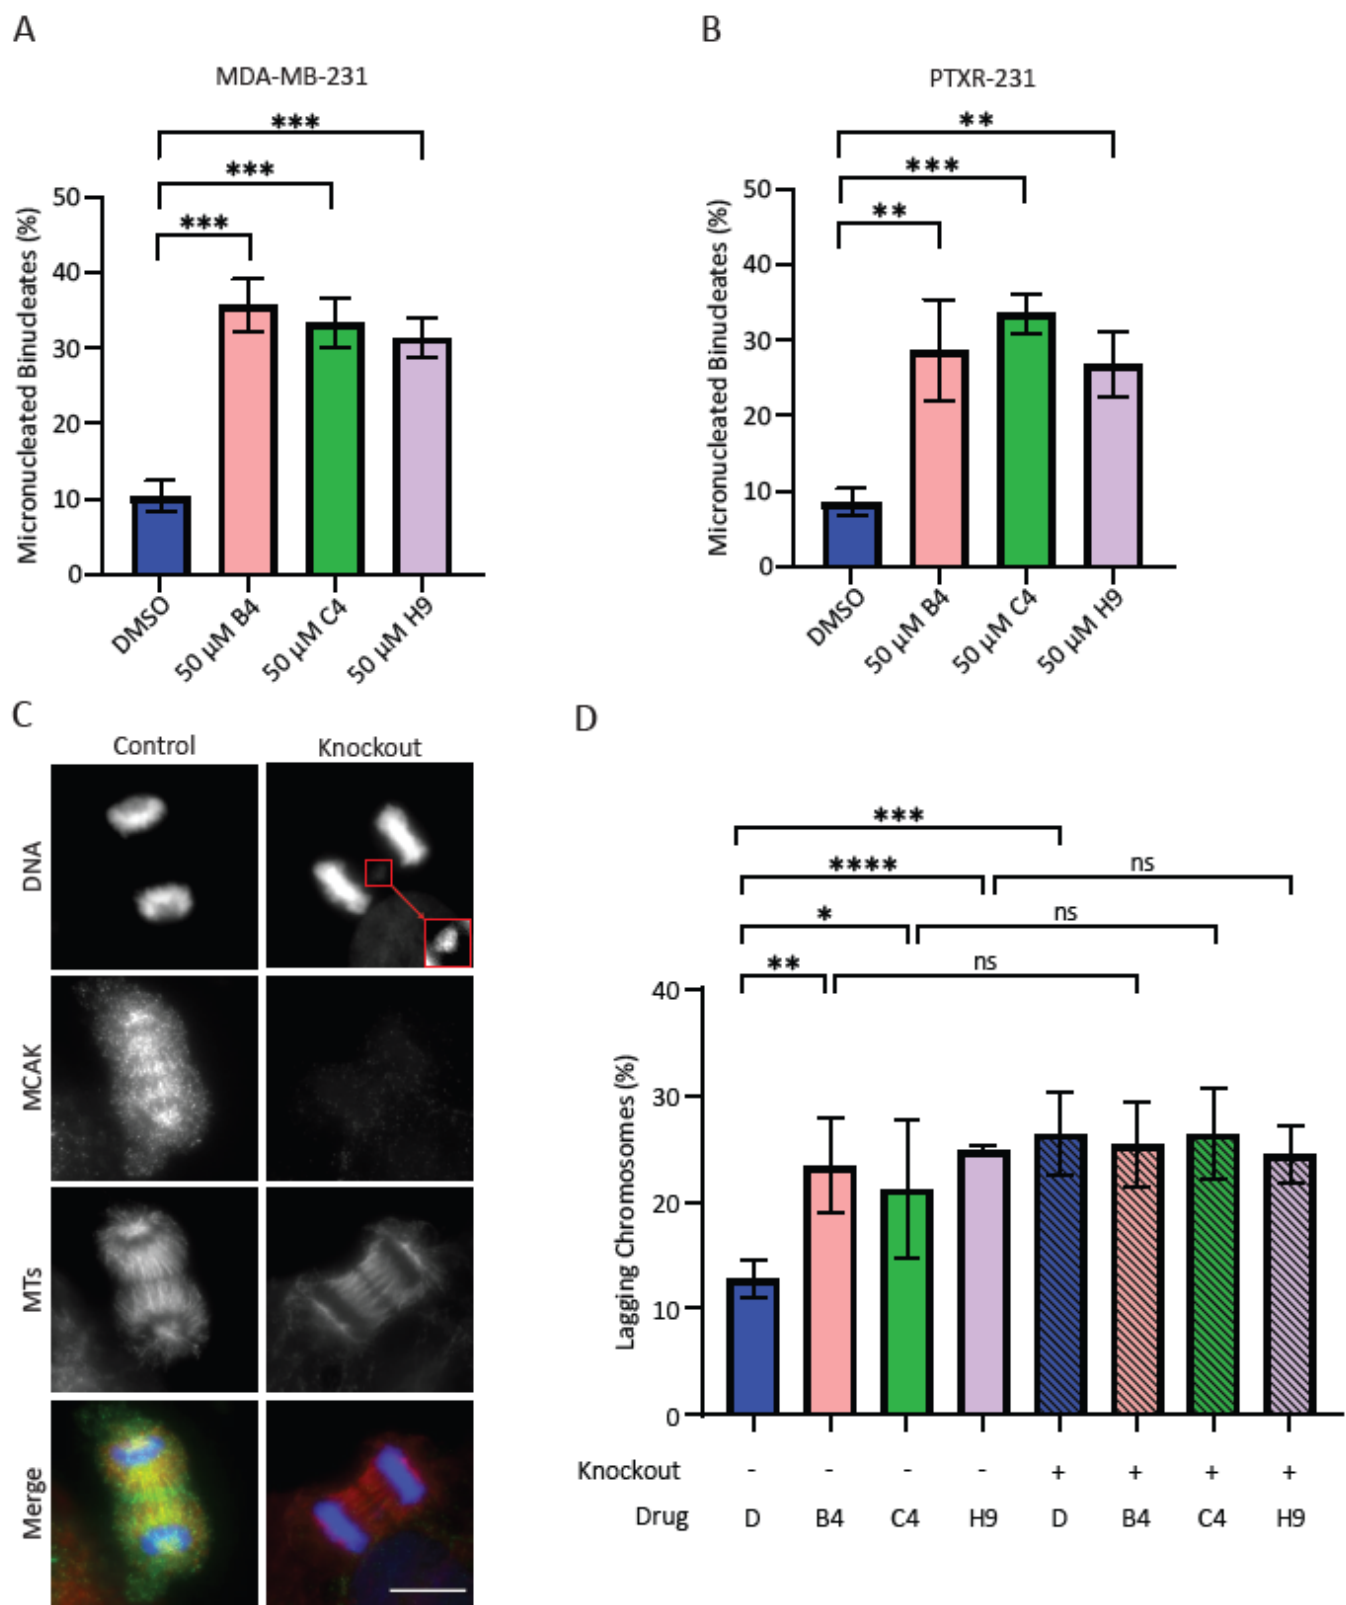 A
MDA-MB-231
***
***
***
Micronucleated Binudeates (%)
50
40
30
20
10
0
DMSO
50 µM B4
50 µM C4
50 µM H9
B
PTXR-231
**
***
**
Micronucleated Binudeates (%)
50
40
30
20
10
0
DMSO
50 µM B4
50 µM C4
50 µM H9
C
Control
Knockout
DNA
MCAK
MTs
Merge
D
***
**** ns
* ns
** ns
Lagging Chromosomes (%)
40
30
20
10
0
Knockout - - - - + + + +
Drug D B4 C4 H9 D B4 C4 H9